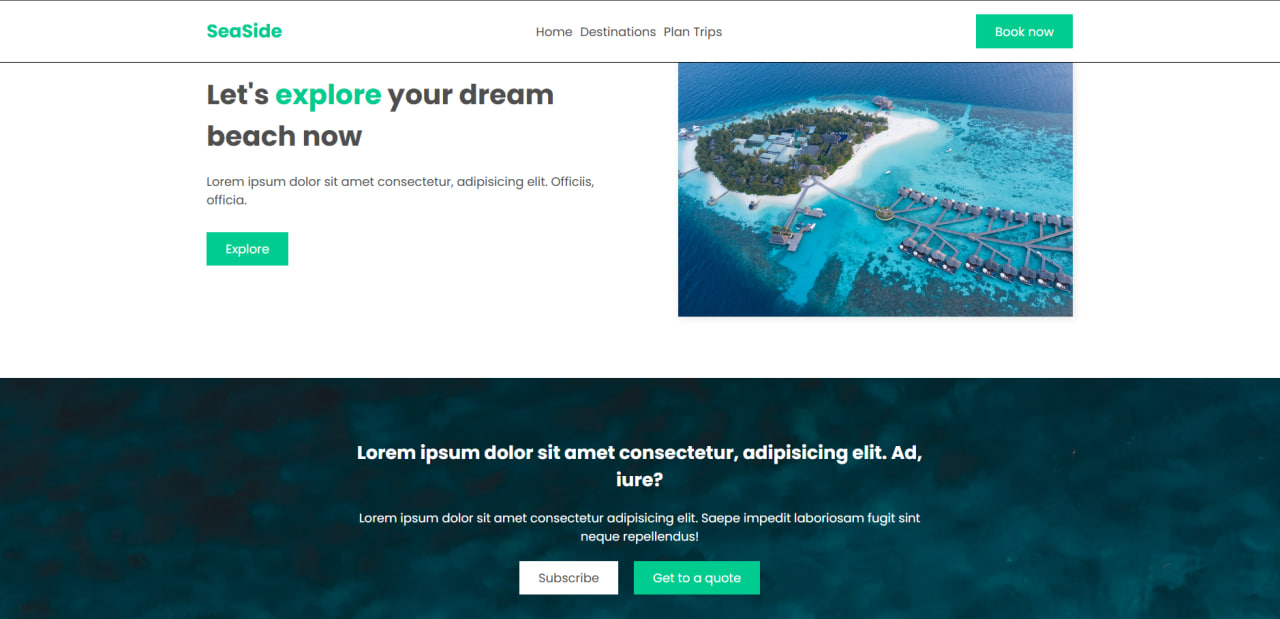 SeaSide
Home Destinations Plan Trips
Book now
Let's explore your dream
beach now
Lorem ipsum dolor sit amet consectetur, adipisicing elit. Officiis,
officia.
Explore
Lorem ipsum dolor sit amet consectetur, adipisicing elit. Ad,
iure?
Lorem ipsum dolor sit amet consectetur adipisicing elit. Saepe impedit laboriosam fugit sint
neque repellendus!
Subscribe
Get to a quote